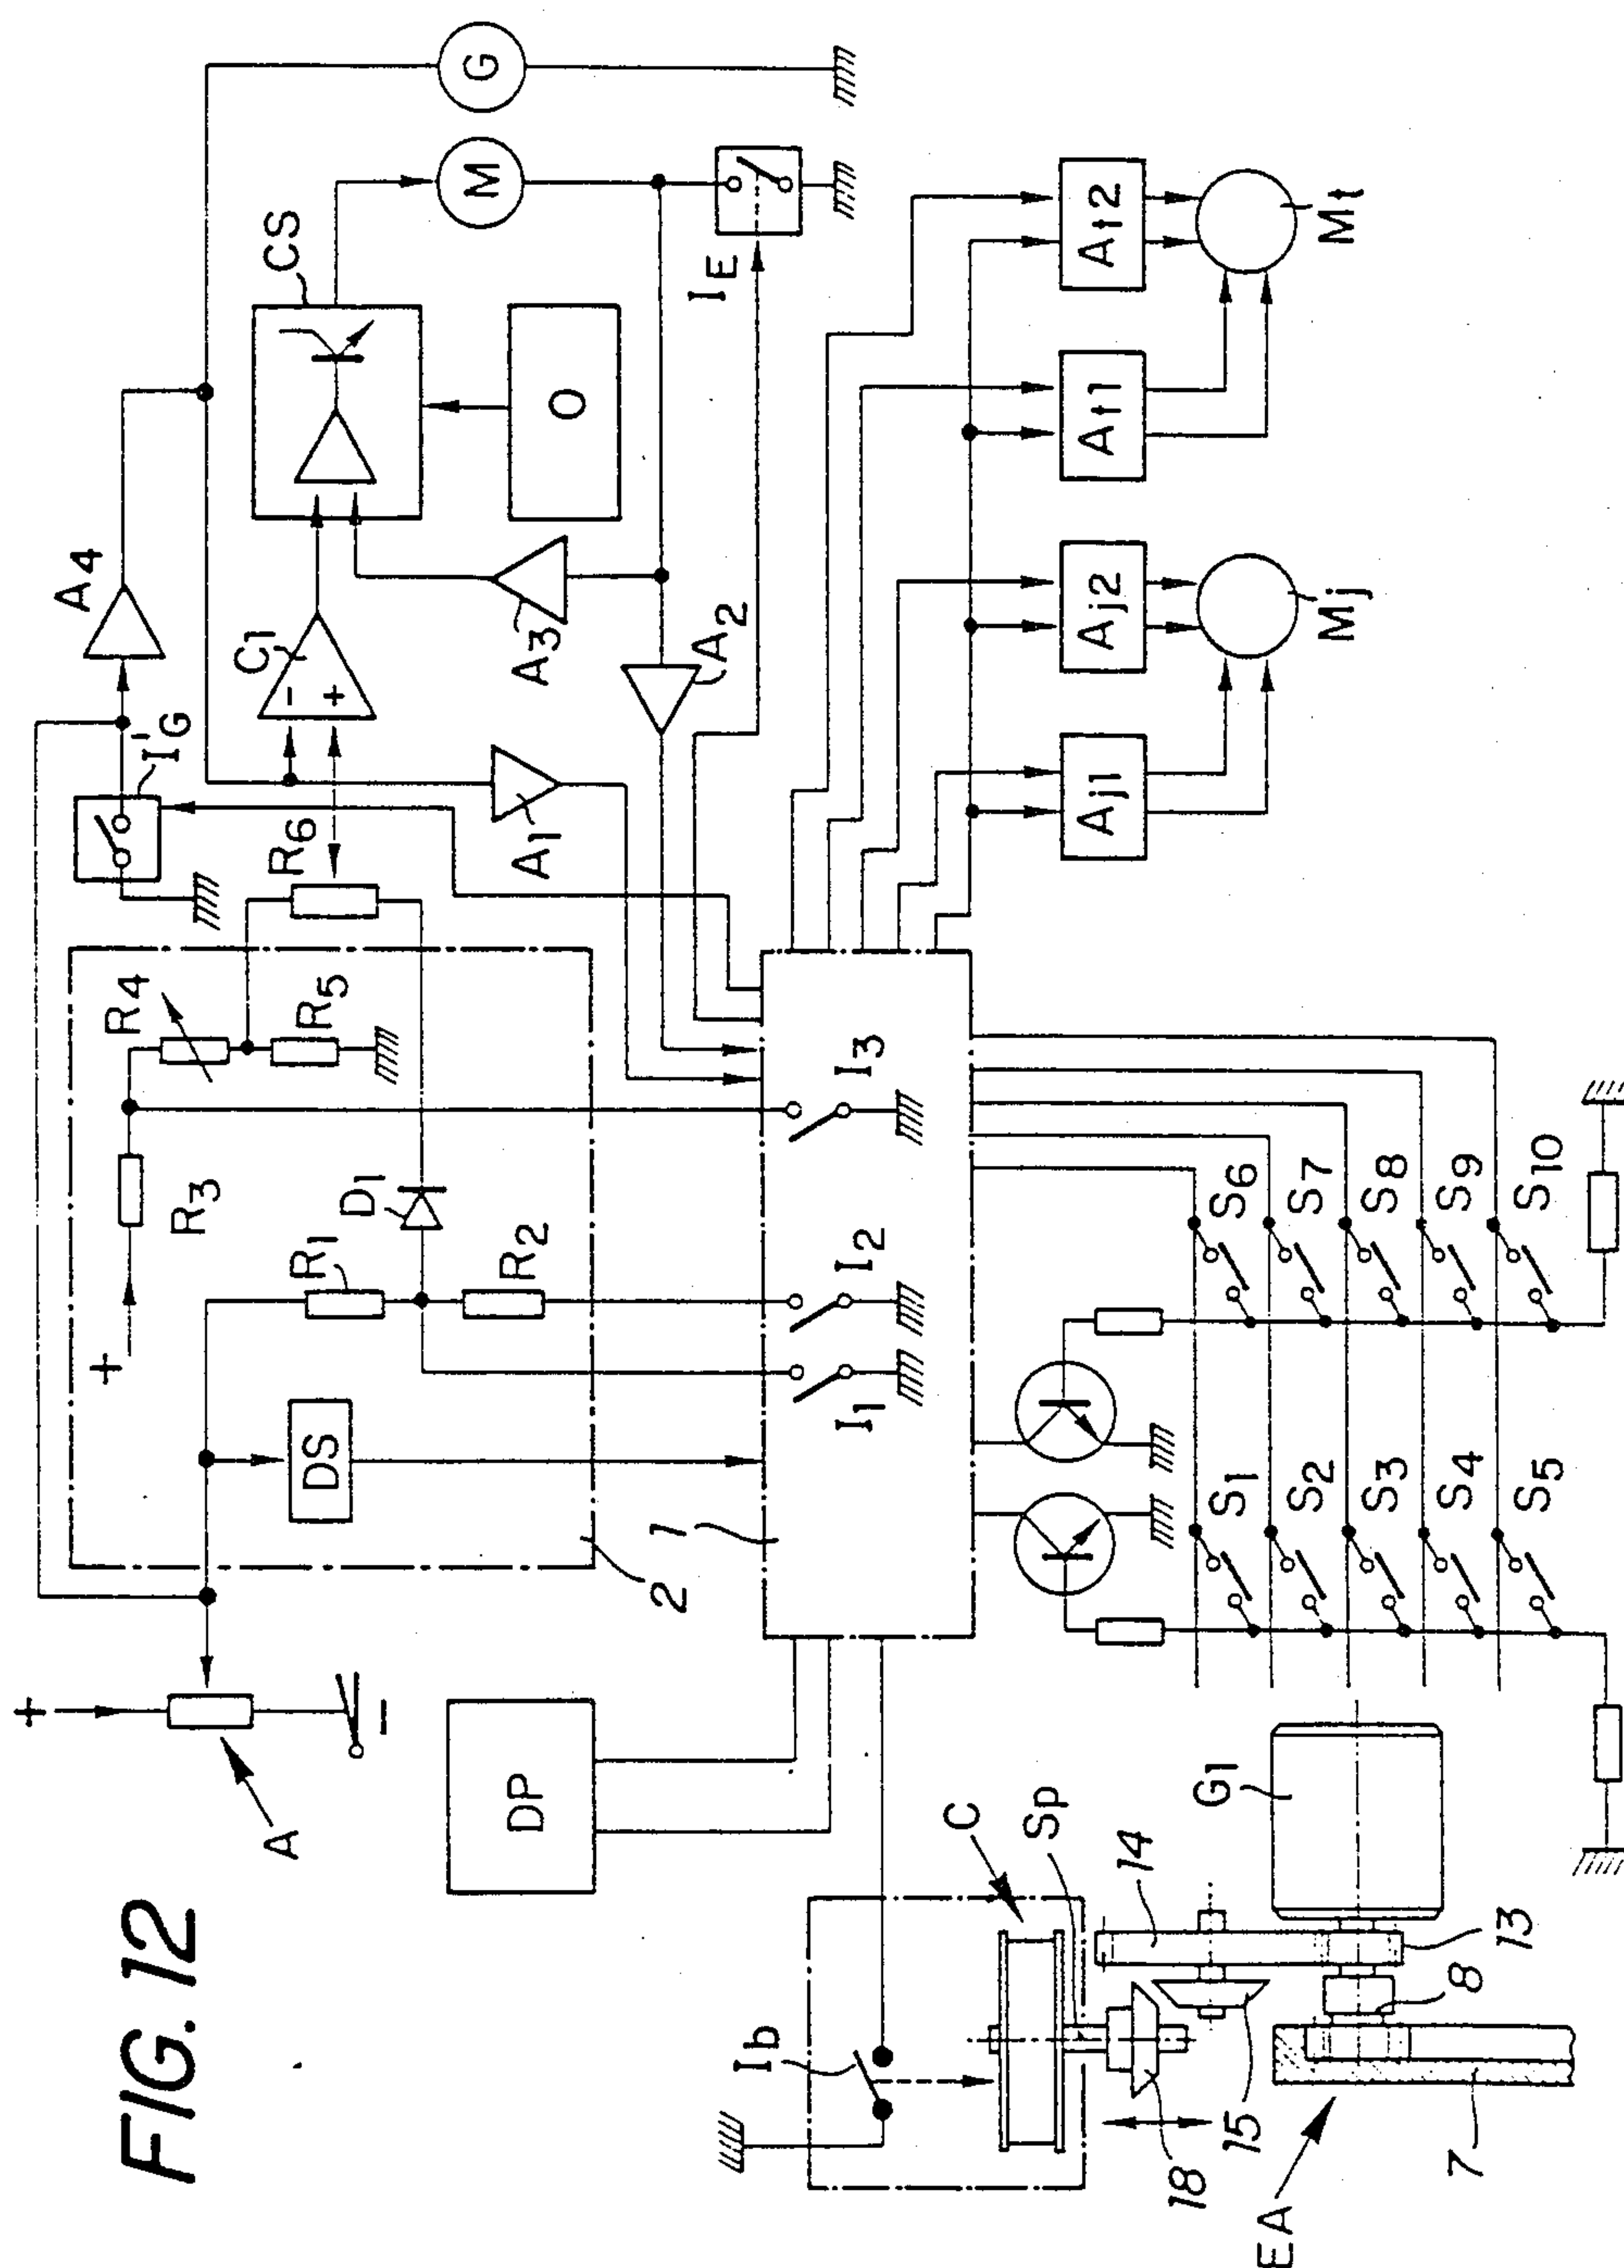 FIG. 12
+
A
−
2
DS
+
R3
R4
R5
R1
R2
D1
R6
I'G
A4
C1
−
+
A1
A3
A2
CS
O
M
G
IE
DP
1
I1
I2
I3
Ib
C
Sp
14
18
15
G1
13
8
7
EA
S1
S2
S3
S4
S5
S6
S7
S8
S9
S10
Aj1
Aj2
At1
At2
Mj
Mt